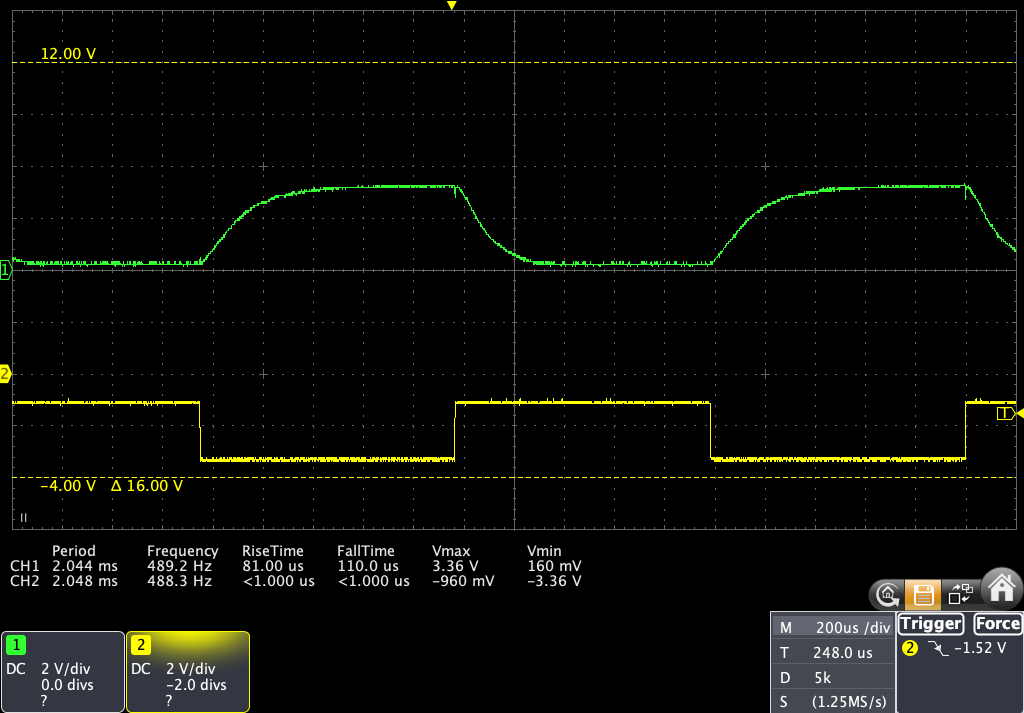 12.00 V
1
2
T
-4.00 V Δ 16.00 V
II
Period Frequency RiseTime FallTime Vmax Vmin
CH1 2.044 ms 489.2 Hz 81.00 us 110.0 us 3.36 V 160 mV
CH2 2.048 ms 488.3 Hz <1.000 us <1.000 us -960 mV -3.36 V
1
DC 2 V/div
0.0 divs
?
2
DC 2 V/div
-2.0 divs
?
M 200us /div
T 248.0 us
D 5k
S (1.25MS/s)
Trigger Force
2 -1.52 V